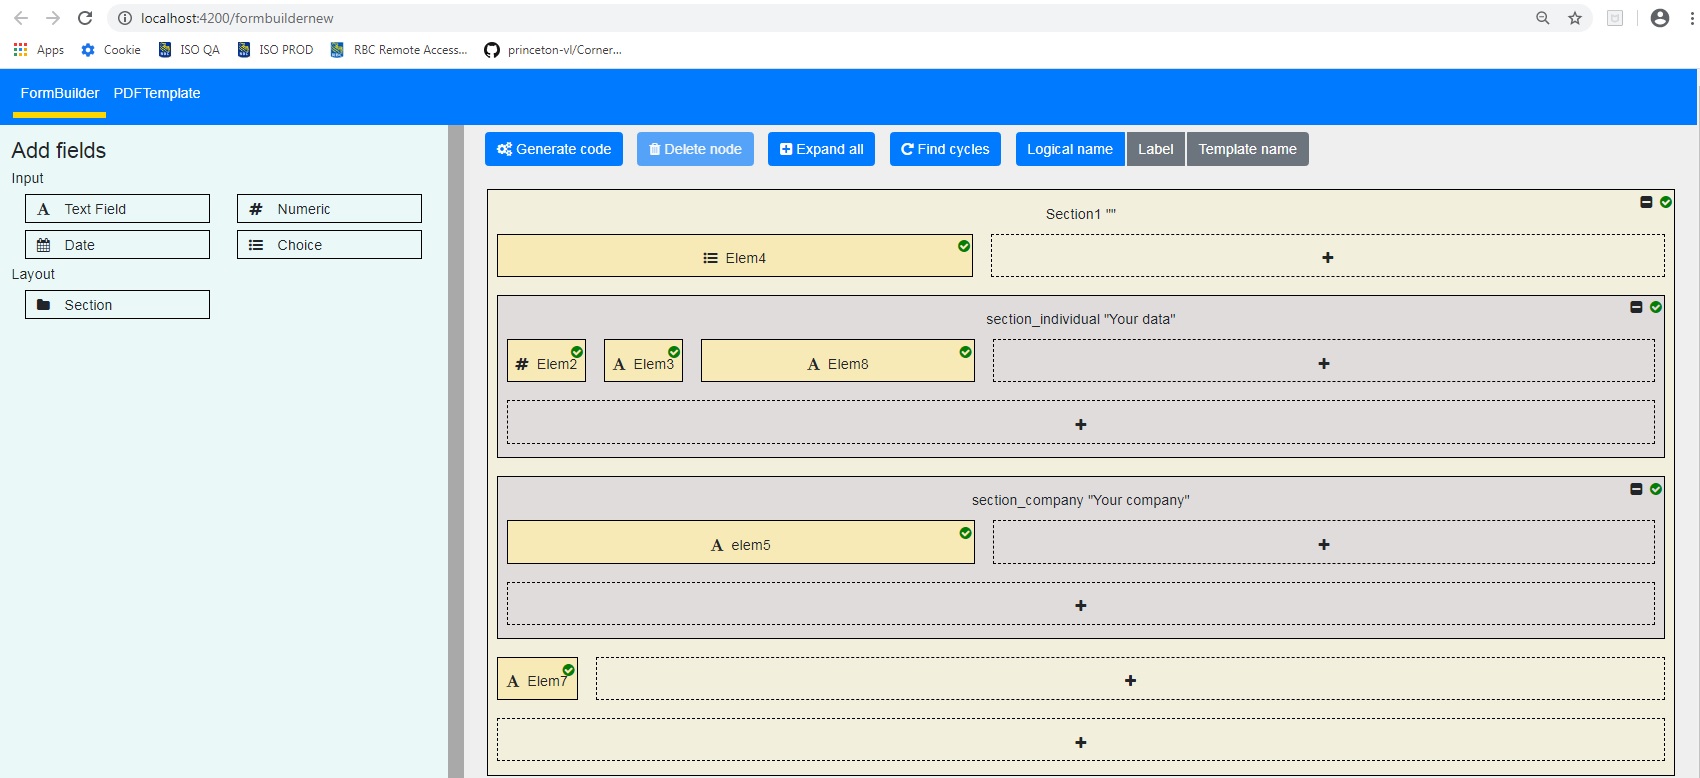 localhost:4200/formbuildernew
Apps Cookie ISO QA ISO PROD RBC Remote Access... princeton-vl/Corner...
FormBuilder PDFTemplate
Add fields
Input
A Text Field # Numeric
Date Choice
Layout
Section
Generate code Delete node Expand all Find cycles Logical name Label Template name
Section1 ""
Elem4
section_individual "Your data"
# Elem2 A Elem3 A Elem8
section_company "Your company"
A elem5
A Elem7